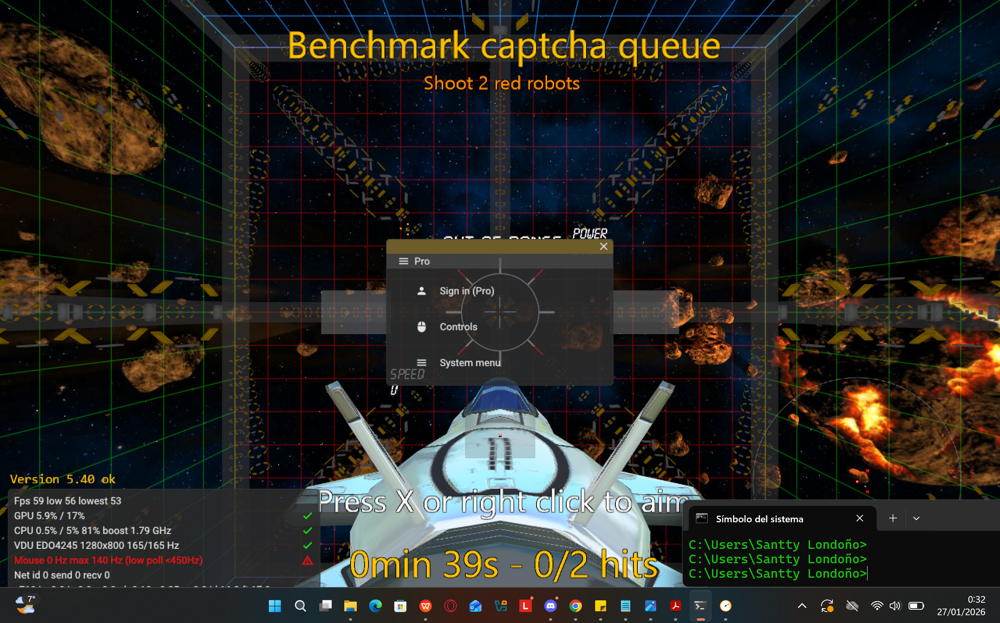 Benchmark captcha queue
Shoot 2 red robots
POWER
Pro
Sign in (Pro)
Controls
System menu
SPEED
0
Version 5.40 ok
Fps 59 low 56 lowest 53
GPU 5.9% / 17%
CPU 0.5% / 5% 81% boost 1.79 GHz
VDU EDO4245 1280x800 165/165 Hz
Mouse 0 Hz max 140 Hz (low poll <450Hz)
Net id 0 send 0 recv 0
Press X or right click to aim
0min 39s - 0/2 hits
Símbolo del sistema
C:\Users\Santty Londoño>
C:\Users\Santty Londoño>
C:\Users\Santty Londoño>
7°
0:32
27/01/2026